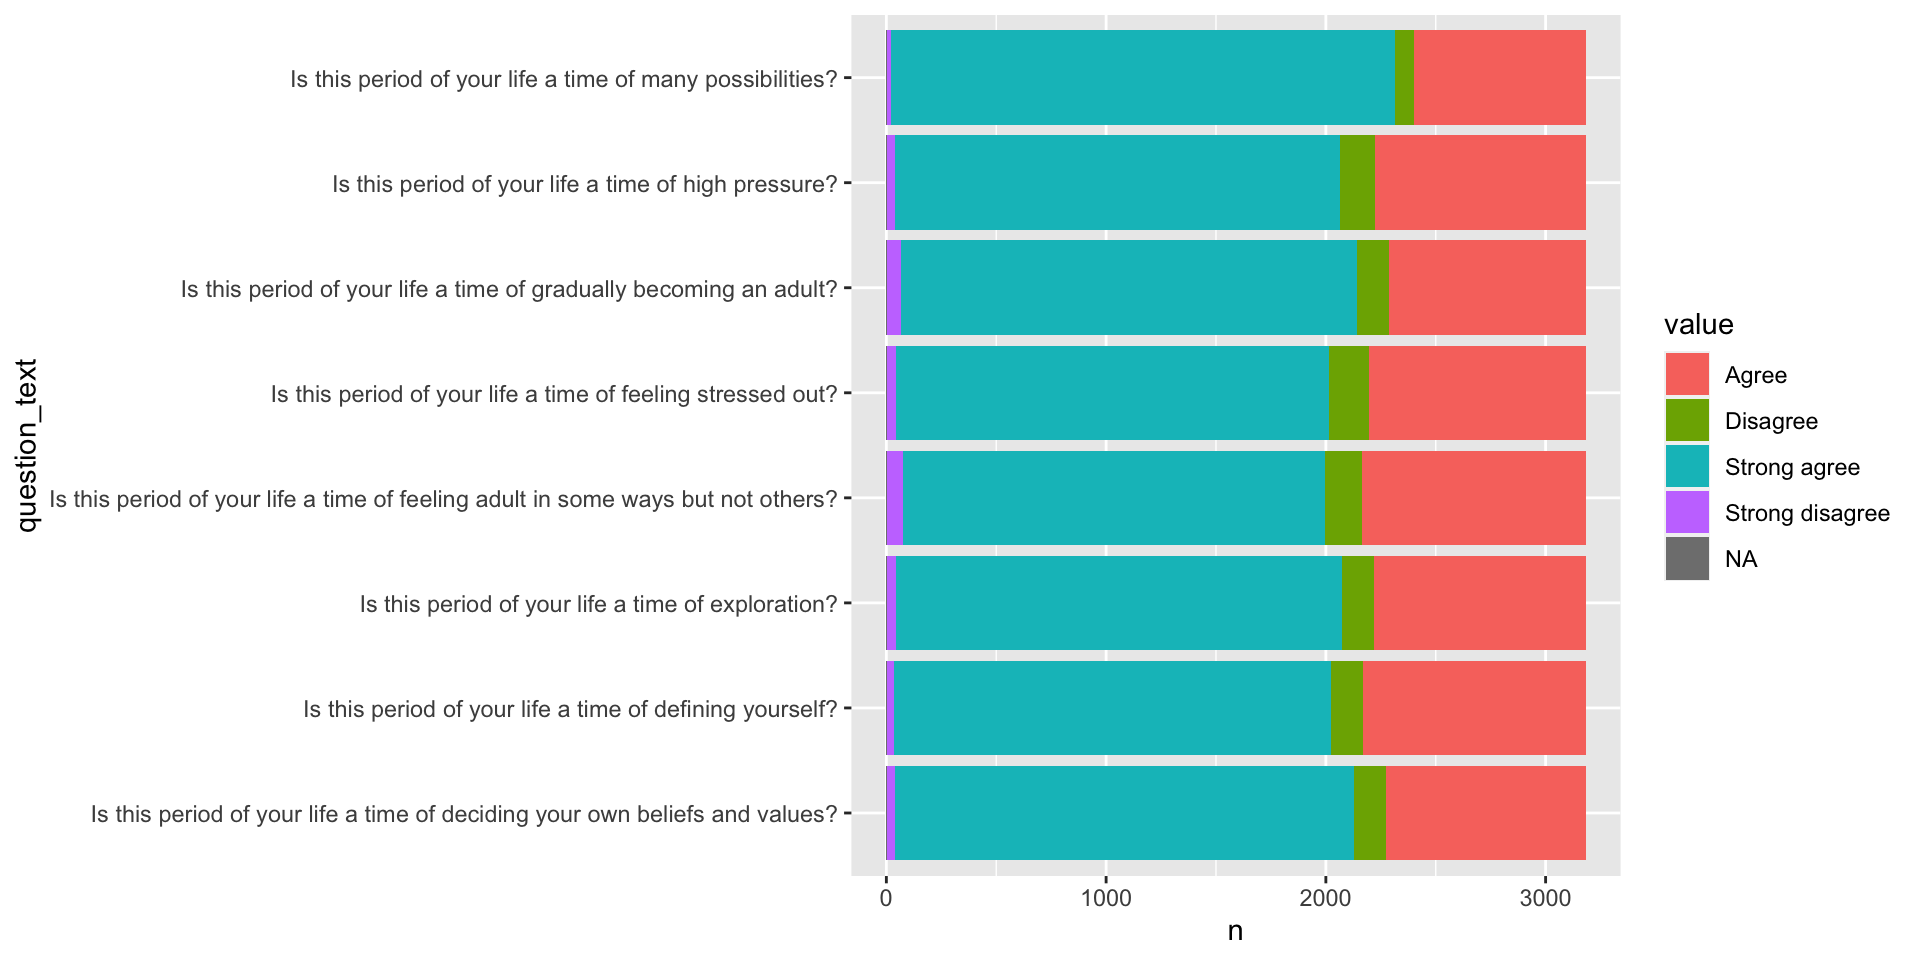 Is this period of your life a time of many possibilities?
Is this period of your life a time of high pressure?
Is this period of your life a time of gradually becoming an adult?
Is this period of your life a time of feeling stressed out?
Is this period of your life a time of feeling adult in some ways but not others?
Is this period of your life a time of exploration?
Is this period of your life a time of defining yourself?
Is this period of your life a time of deciding your own beliefs and values?
question_text
0 1000 2000 3000
n
value
Agree
Disagree
Strong agree
Strong disagree
NA